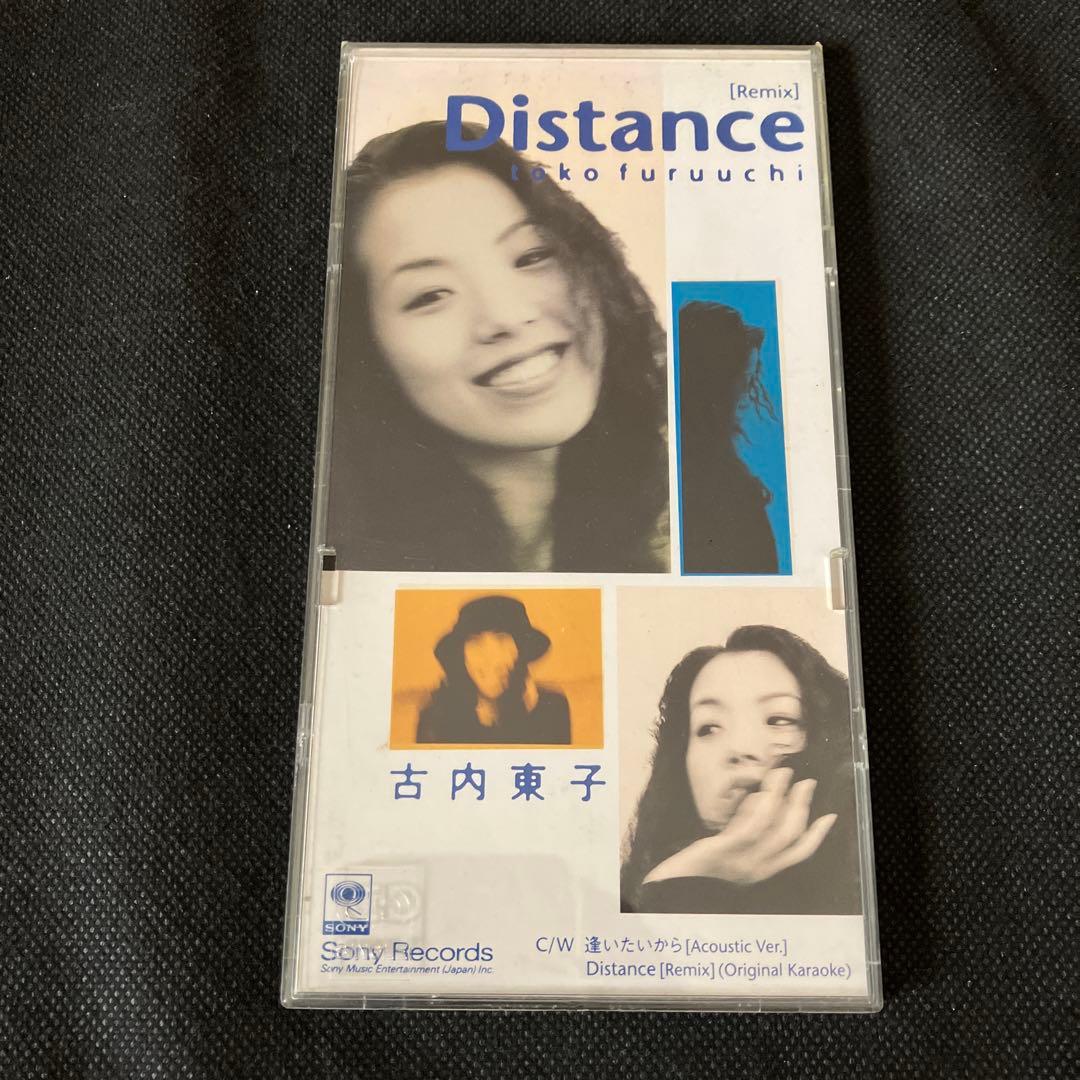 [Remix]
Distance
toko furuuchi
古内東子
SONY
Sony Records
Sony Music Entertainment (Japan) Inc.
C/W 逢いたいから[Acoustic Ver.]
Distance [Remix] (Original Karaoke)